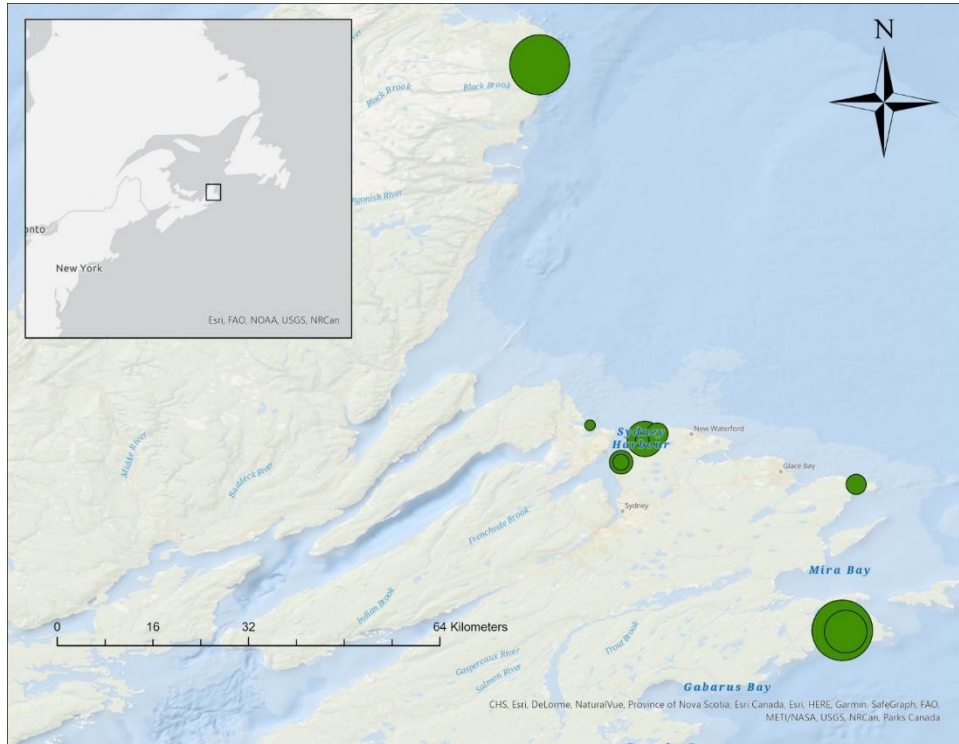 onto
New York
Esri, FAO, NOAA, USGS, NRCan
N
Black Brook
Black Brook
River
Sydney
Harbour
New Waterford
Glace Bay
Middle River
Baddeck River
Sydney
Frenchvale Brook
Mira Bay
0 16 32 64 Kilometers
Indian Brook
Trout Brook
Gaspereaux River
Salmon River
Gabarus Bay
CHS, Esri, DeLorme, NaturalVue, Province of Nova Scotia, Esri Canada, Esri, HERE, Garmin, SafeGraph, FAO,
METI/NASA, USGS, NRCan, Parks Canada